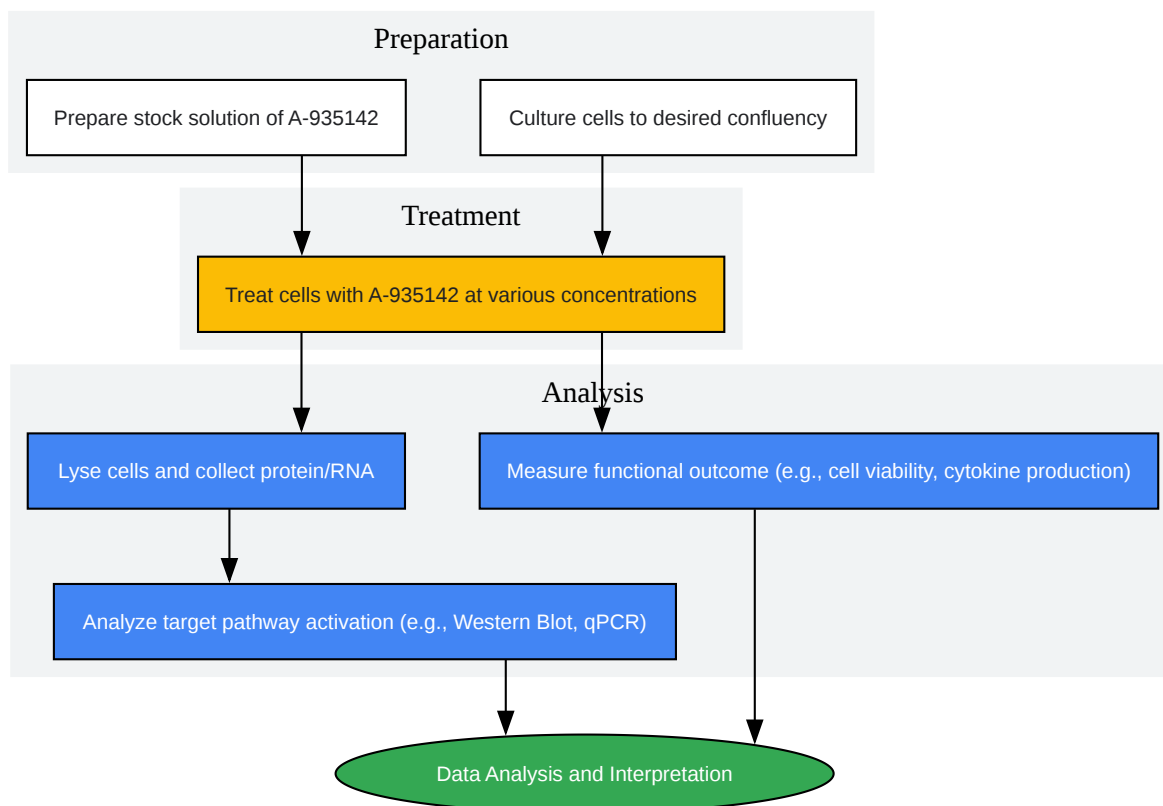 Preparation
Prepare stock solution of A-935142
Culture cells to desired confluency
Treatment
Treat cells with A-935142 at various concentrations
Analysis
Lyse cells and collect protein/RNA
Measure functional outcome (e.g., cell viability, cytokine production)
Analyze target pathway activation (e.g., Western Blot, qPCR)
Data Analysis and Interpretation